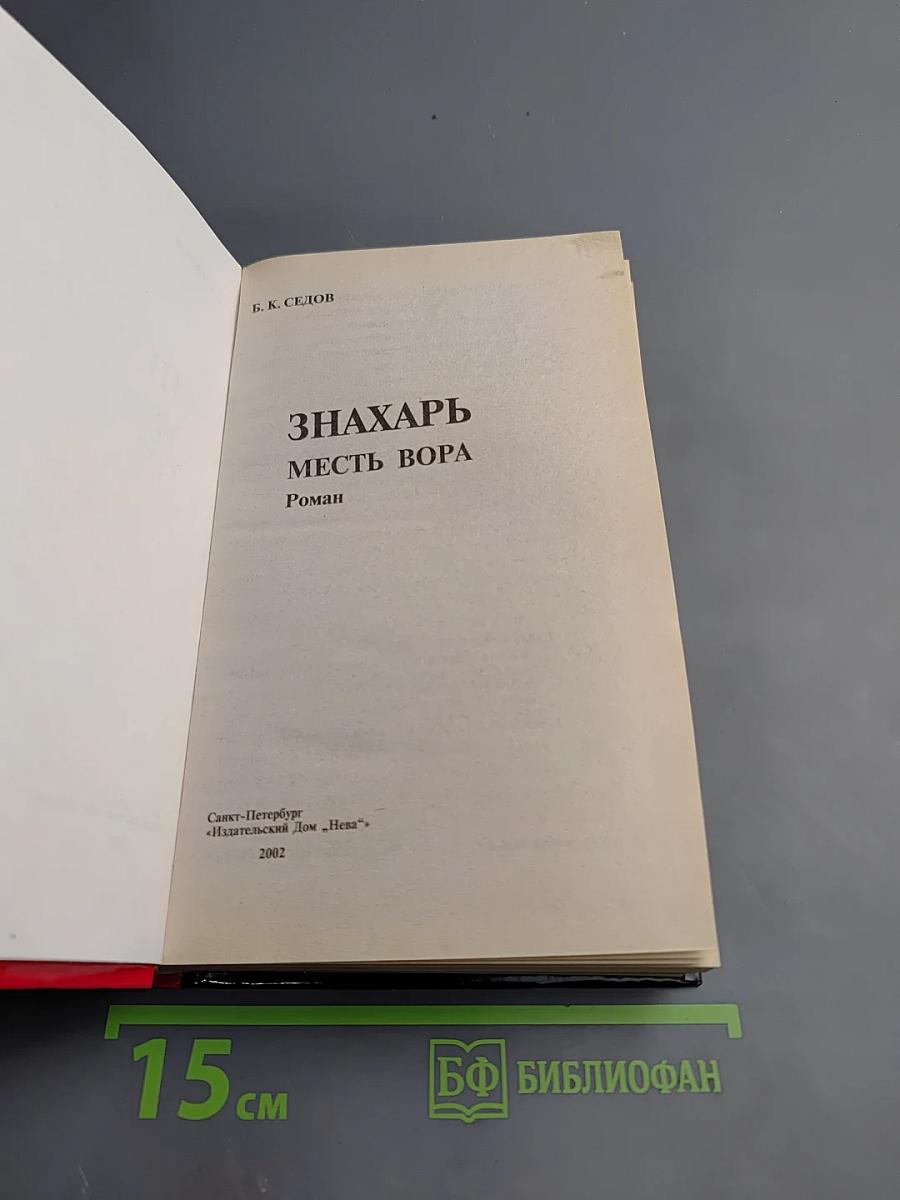 Б. К. СЕДОВ
ЗНАХАРЬ
МЕСТЬ ВОРА
Роман
Санкт-Петербург
«Издательский Дом „Нева“»
2002
15 см
БФ БИБЛИОФАН